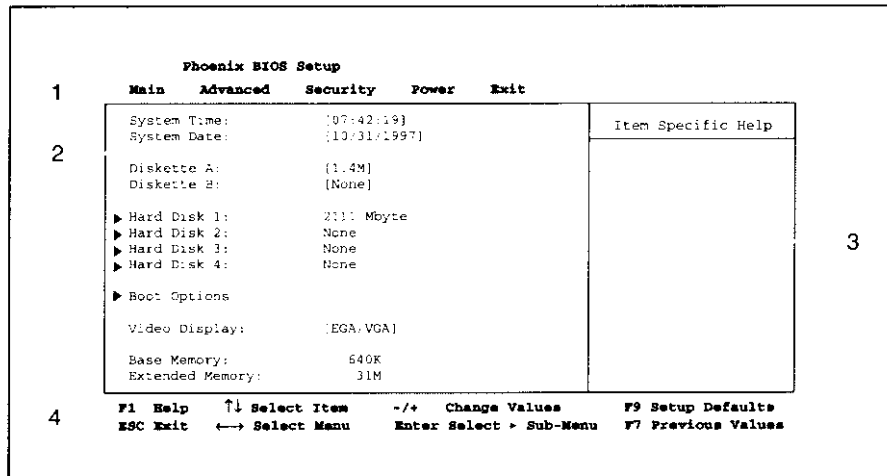 Phoenix BIOS Setup
1 Main Advanced Security Power Exit
System Time: [07:42:19] Item Specific Help
System Date: [10/31/1997]
2
Diskette A: [1.4M]
Diskette B: [None]
▶ Hard Disk 1: 2111 Mbyte
▶ Hard Disk 2: None
▶ Hard Disk 3: None 3
▶ Hard Disk 4: None
▶ Boot Options
Video Display: [EGA/VGA]
Base Memory: 640K
Extended Memory: 31M
4 F1 Help ↑↓ Select Item -/+ Change Values F9 Setup Defaults
ESC Exit ←→ Select Menu Enter Select ▸ Sub-Menu F7 Previous Values